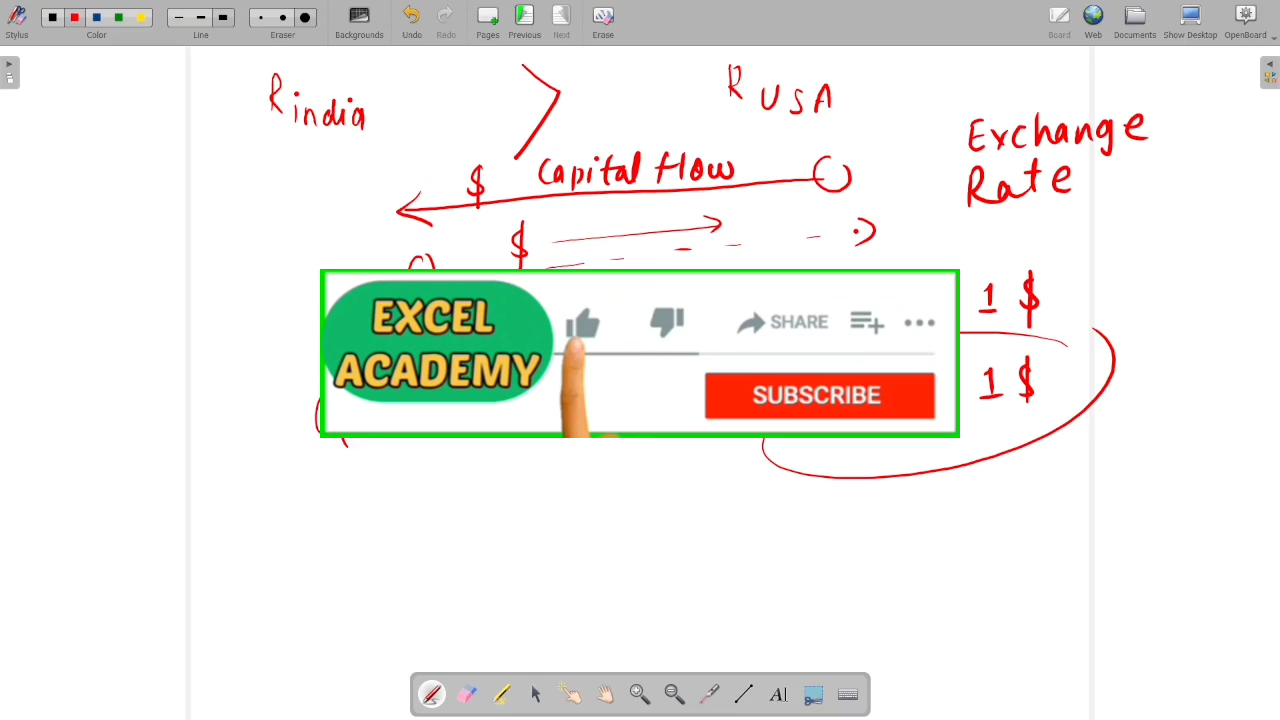 Stylus Color Line Eraser Backgrounds Undo Redo Pages Previous Next Erase Board Web Documents Show Desktop OpenBoard
R india R USA
Exchange
Rate
$ Capital flow
$
1 $
EXCEL
ACADEMY
SHARE
1 $
SUBSCRIBE